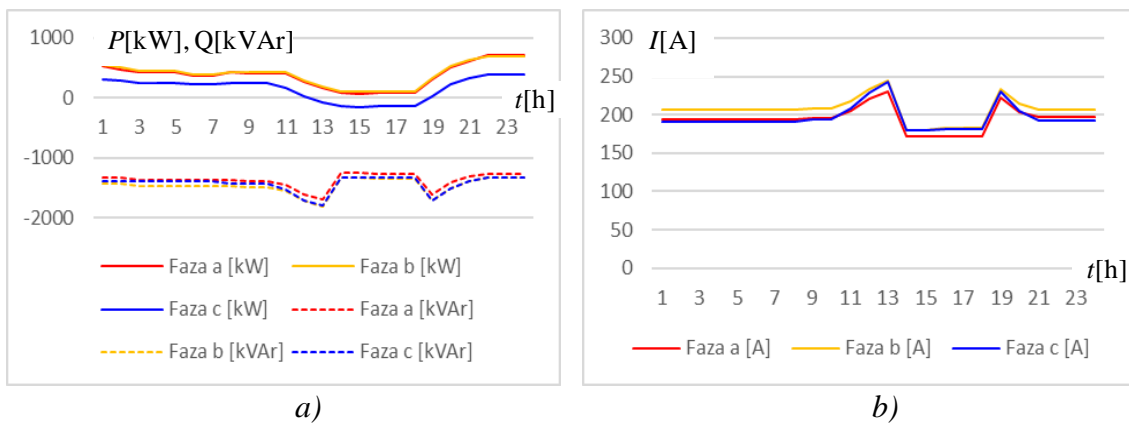 P[kW], Q[kVAr]
1000
0
-1000
-2000
t[h]
1 3 5 7 9 11 13 15 17 19 21 23
Faza a [kW] Faza b [kW]
Faza c [kW] Faza a [kVAr]
Faza b [kVAr] Faza c [kVAr]
a)
I[A]
300
250
200
150
100
50
0
t[h]
1 3 5 7 9 11 13 15 17 19 21 23
Faza a [A] Faza b [A] Faza c [A]
b)